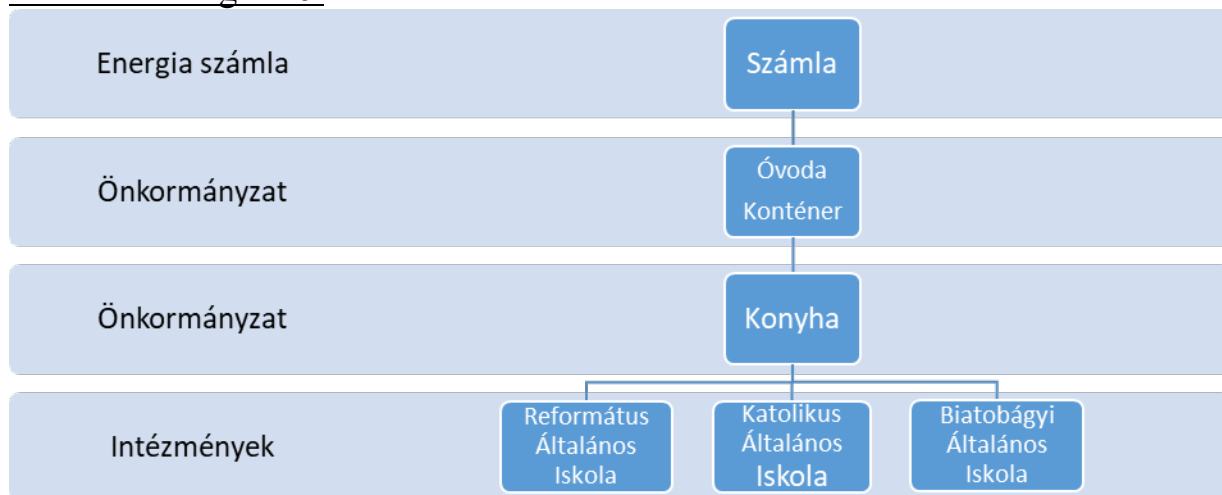 Energia számla
Számla
Önkormányzat
Óvoda
Konténer
Önkormányzat
Konyha
Intézmények
Református
Általános
Iskola
Katolikus
Általános
Iskola
Biatobágyi
Általános
Iskola